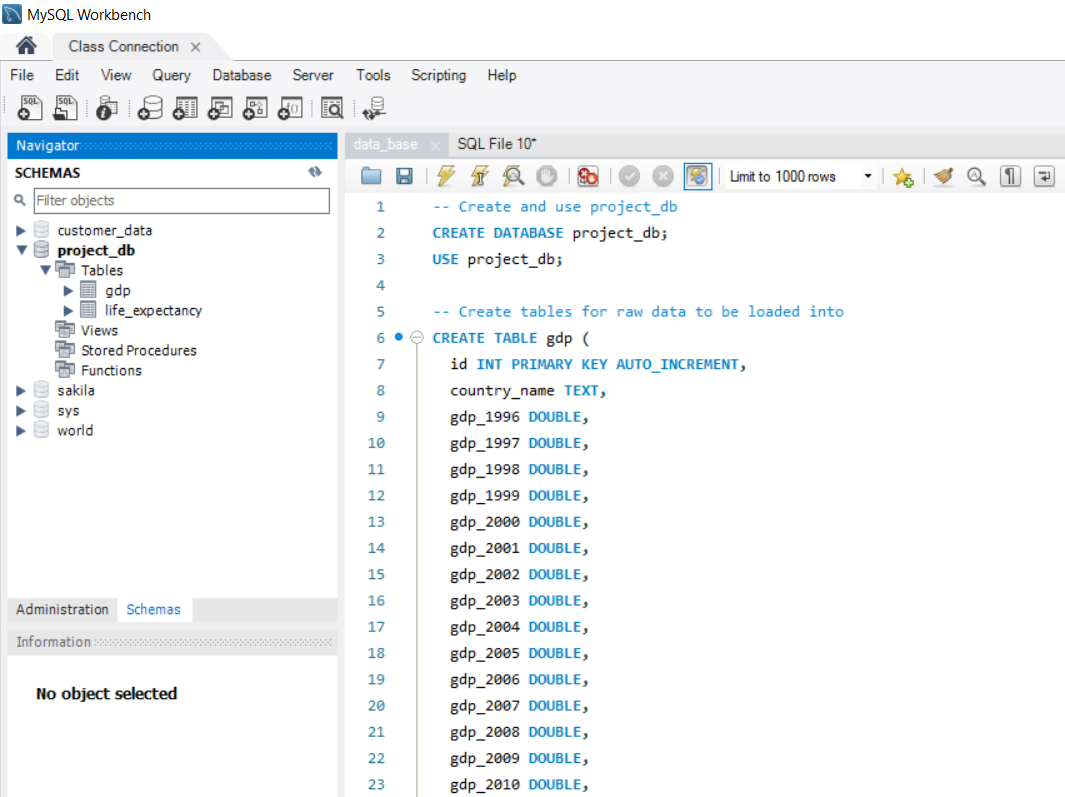 MySQL Workbench
Class Connection
File Edit View Query Database Server Tools Scripting Help
SQL SQL
Navigator
SCHEMAS
Filter objects
customer_data
project_db
Tables
gdp
life_expectancy
Views
Stored Procedures
Functions
sakila
sys
world
Administration Schemas
Information
No object selected
data_base SQL File 10*
Limit to 1000 rows
1 -- Create and use project_db
2 CREATE DATABASE project_db;
3 USE project_db;
4
5 -- Create tables for raw data to be loaded into
6 CREATE TABLE gdp (
7 id INT PRIMARY KEY AUTO_INCREMENT,
8 country_name TEXT,
9 gdp_1996 DOUBLE,
10 gdp_1997 DOUBLE,
11 gdp_1998 DOUBLE,
12 gdp_1999 DOUBLE,
13 gdp_2000 DOUBLE,
14 gdp_2001 DOUBLE,
15 gdp_2002 DOUBLE,
16 gdp_2003 DOUBLE,
17 gdp_2004 DOUBLE,
18 gdp_2005 DOUBLE,
19 gdp_2006 DOUBLE,
20 gdp_2007 DOUBLE,
21 gdp_2008 DOUBLE,
22 gdp_2009 DOUBLE,
23 gdp_2010 DOUBLE,